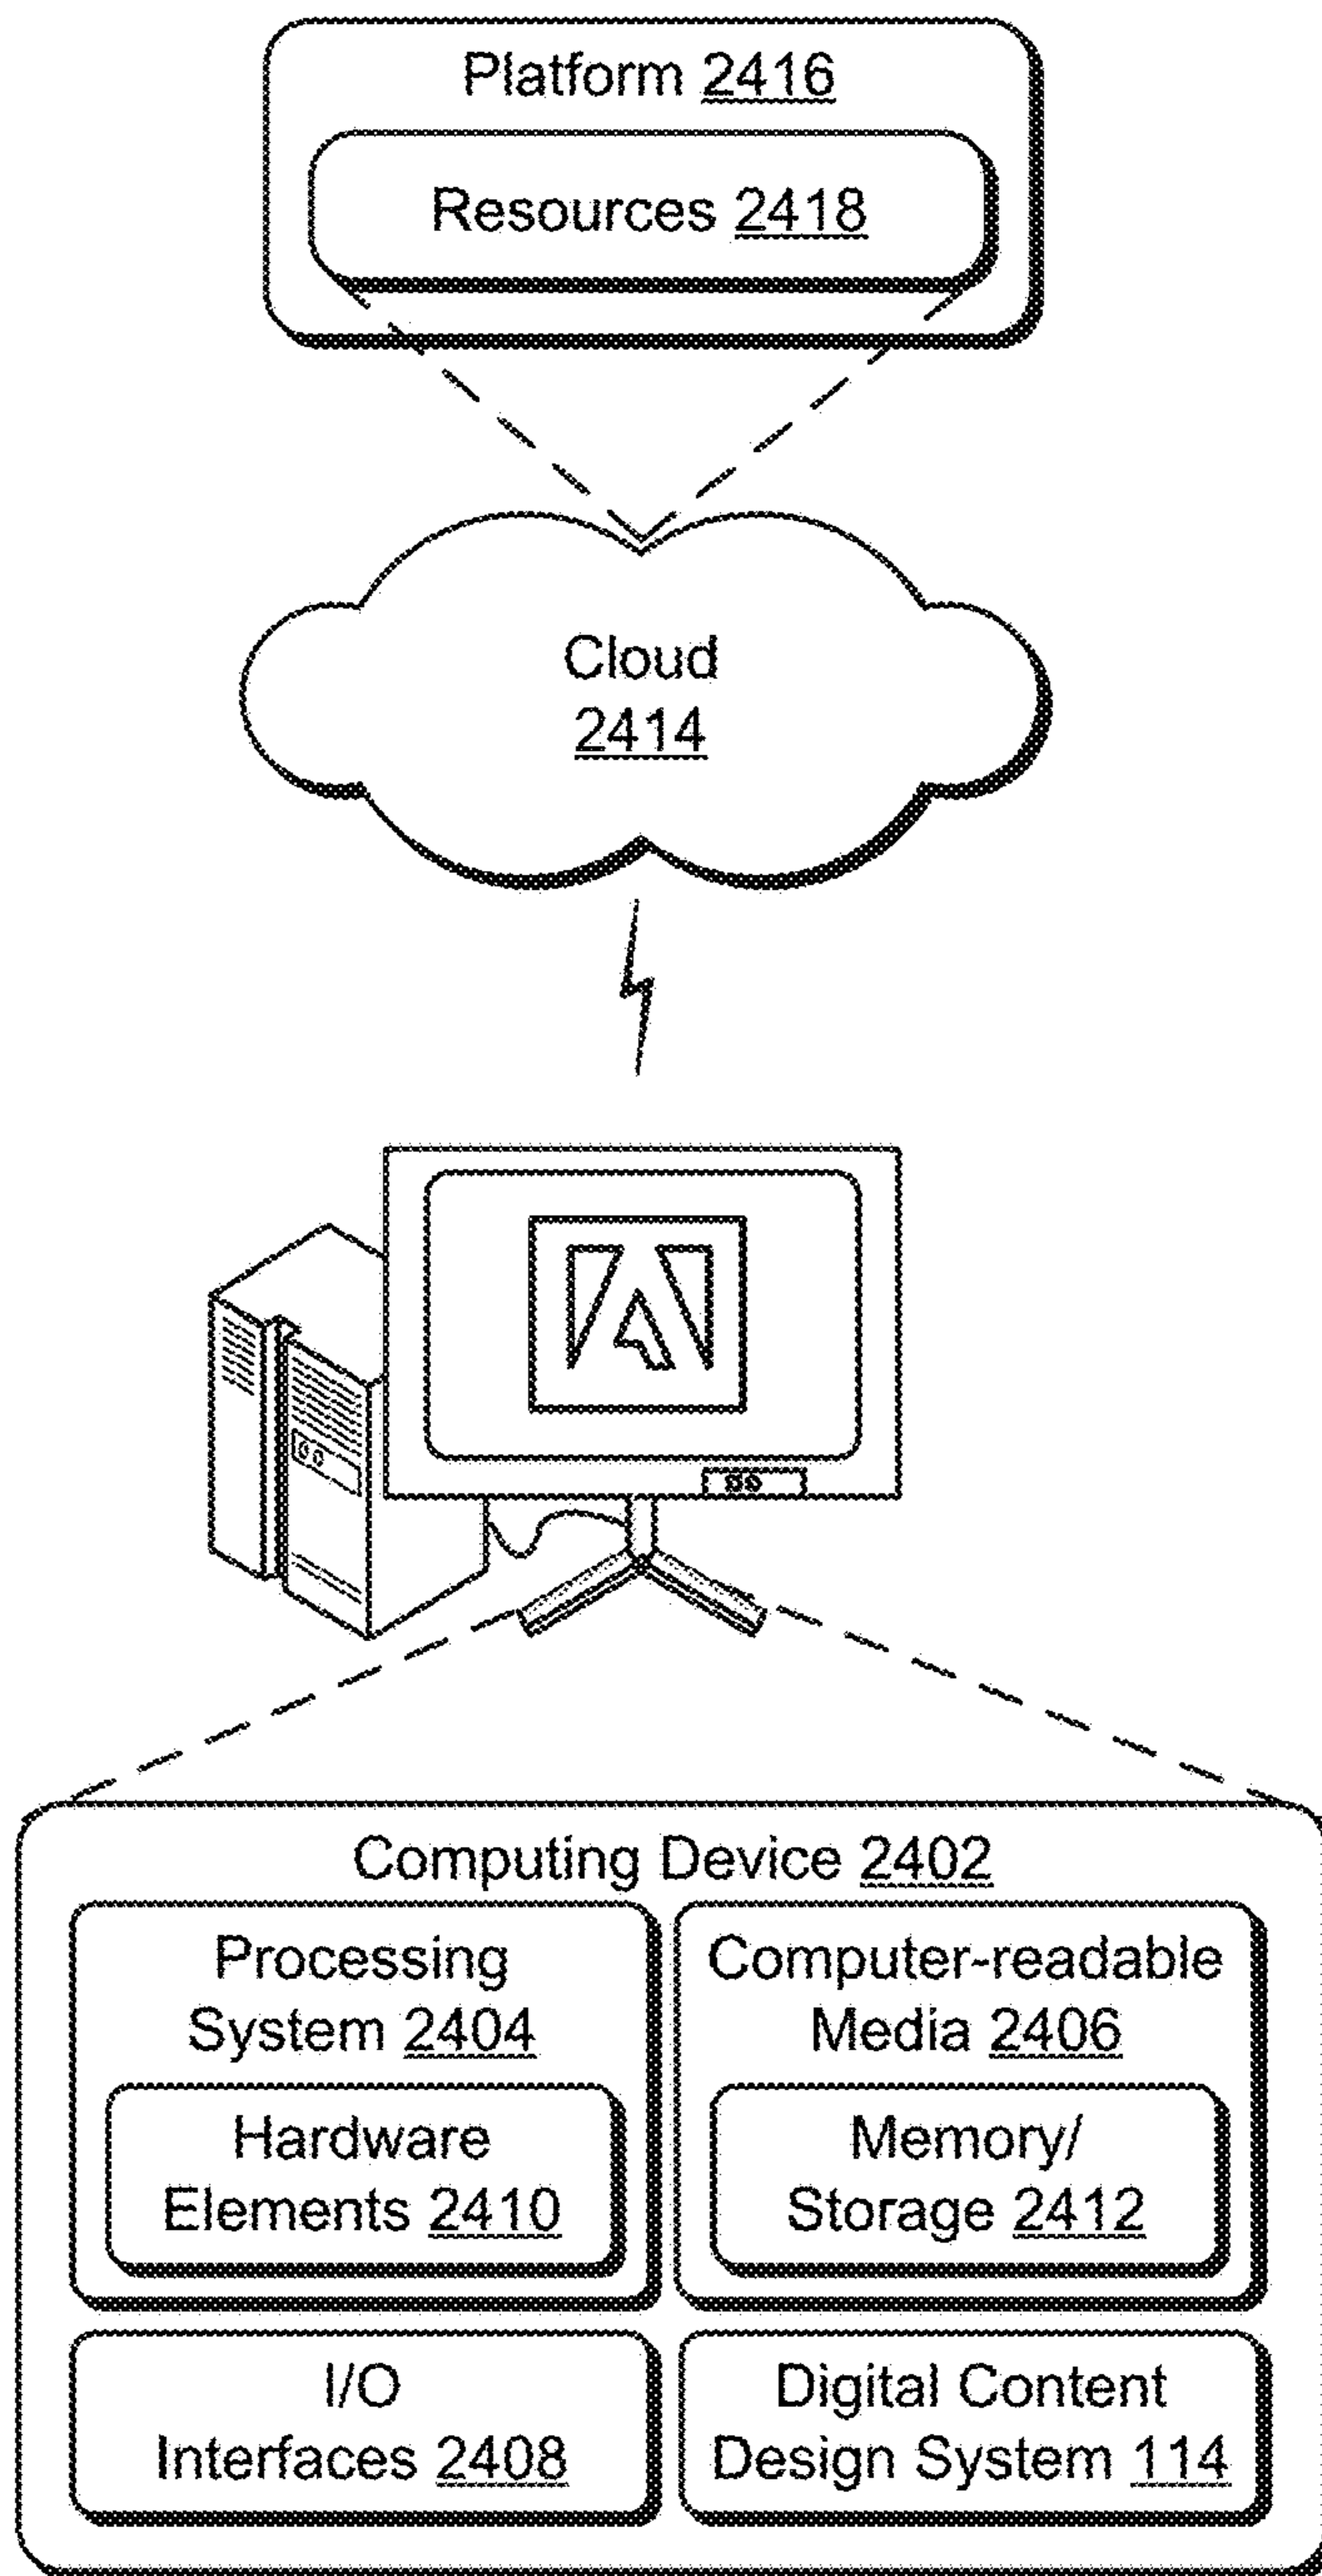 Platform 2416
Resources 2418
Cloud
2414
Computing Device 2402
Processing
System 2404
Hardware
Elements 2410
Computer-readable
Media 2406
Memory/
Storage 2412
I/O
Interfaces 2408
Digital Content
Design System 114